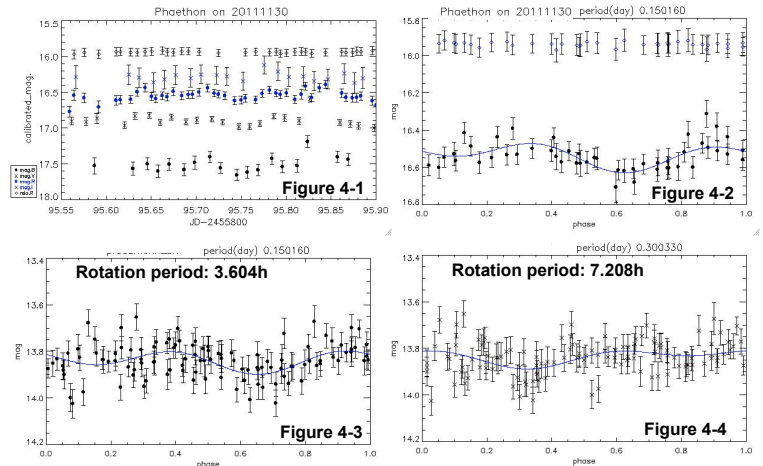 Phaethon on 20111130
15.5
16.0
16.5
17.0
17.5
18.0
calibrated_mag.
95.55 95.60 95.65 95.70 95.75 95.80 95.85 95.90
JD-2455800
Figure 4-1
Phaethon on 20111130 period(day) 0.150160
15.8
16.0
16.2
16.4
16.6
16.8
mag
0.0 0.2 0.4 0.6 0.8 1.0
phase
Figure 4-2
period(day) 0.150160
Rotation period: 3.604h
13.4
13.6
13.8
14.0
14.2
mag
0.0 0.2 0.4 0.6 0.8 1.0
phase
Figure 4-3
period(day) 0.300330
Rotation period: 7.208h
13.4
13.6
13.8
14.0
14.2
mag
0.0 0.2 0.4 0.6 0.8 1.0
phase
Figure 4-4